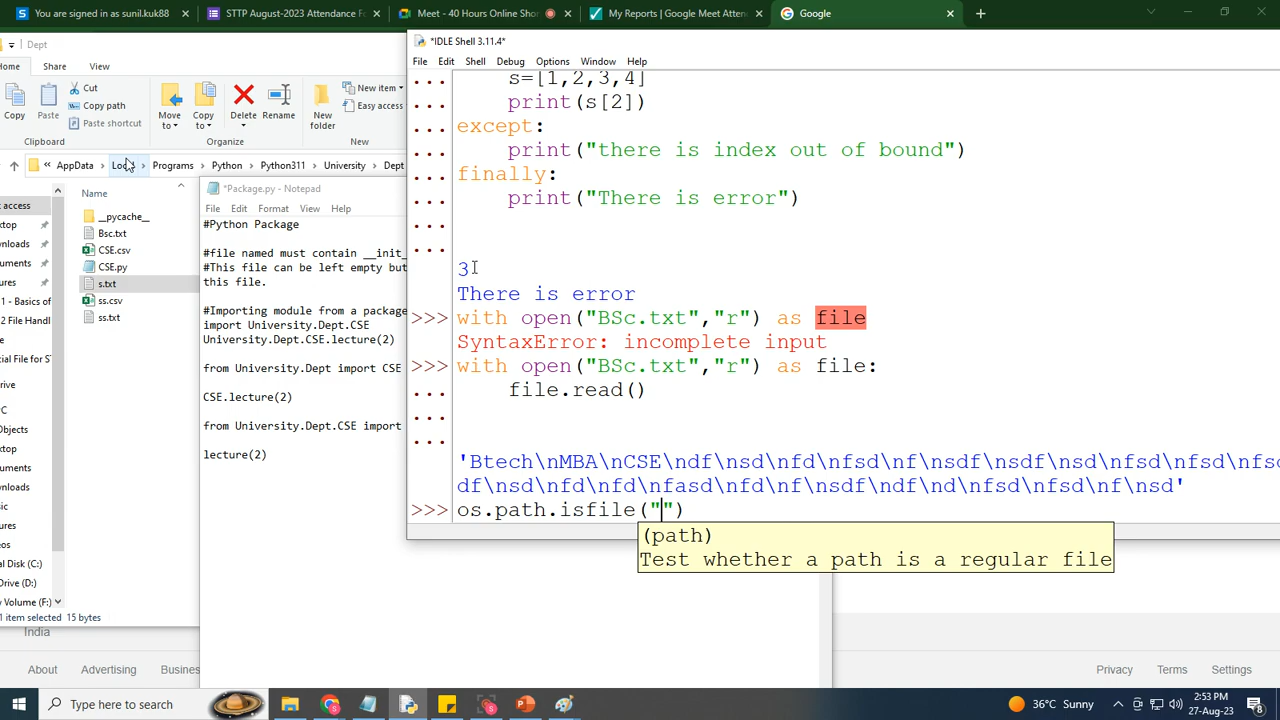 You are signed in as sunil.kuk88
STTP August-2023 Attendance F
Meet - 40 Hours Online Sho
My Reports | Google Meet Atten
Google
Dept
Home Share View
Copy Paste
Cut
Copy path
Paste shortcut
Move to
Copy to
Delete Rename
New folder
New item
Easy access
Clipboard Organize New
AppData Programs Python Python311 University Dept
Name
__pycache__
Bsc.txt
CSE.csv
CSE.py
s.txt
ss.csv
ss.txt
1 item selected 15 bytes
*Package.py - Notepad
File Edit Format View Help
#Python Package
#file named must contain __init_
#This file can be left empty but
this file.
#Importing module from a package
import University.Dept.CSE
University.Dept.CSE.lecture(2)
from University.Dept import CSE
CSE.lecture(2)
from University.Dept.CSE import
lecture(2)
*IDLE Shell 3.11.4*
File Edit Shell Debug Options Window Help
... s=[1,2,3,4]
... print(s[2])
... except:
... print("there is index out of bound")
... finally:
... print("There is error")
...
...
3
There is error
>>> with open("BSc.txt","r") as file
SyntaxError: incomplete input
>>> with open("BSc.txt","r") as file:
... file.read()
...
...
'Btech\nMBA\nCSE\ndf\nsd\nfd\nfsd\nf\nsdf\nsdf\nsd\nfsd\nfsd\nfsd
df\nsd\nfd\nfd\nfasd\nfd\nf\nsdf\ndf\nd\nfsd\nfsd\nf\nsd'
>>> os.path.isfile("")
(path)
Test whether a path is a regular file
India
About Advertising Busines
Privacy Terms Settings
Type here to search
36°C Sunny
2:53 PM
27-Aug-23
8